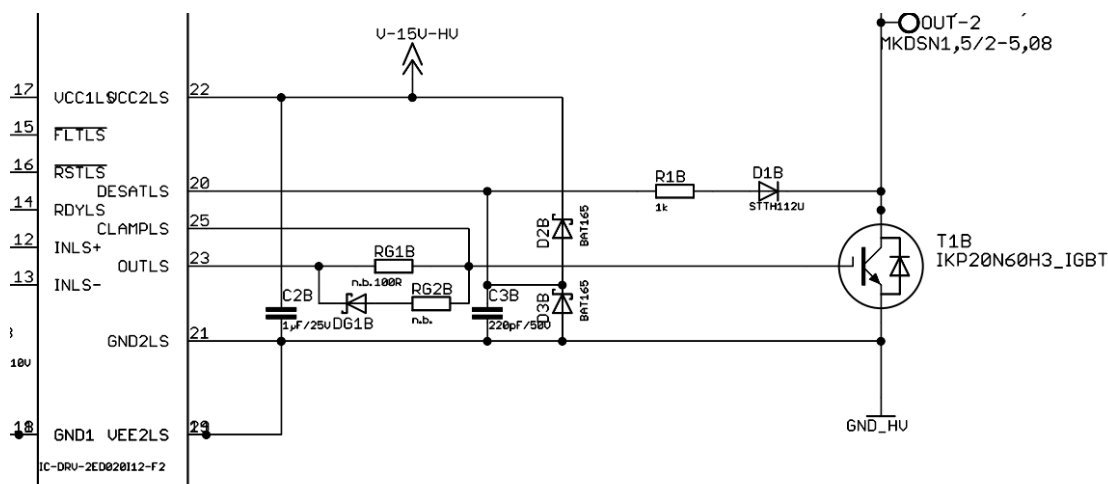 OUT-2
MKDSN1,5/2-5,08
V-15V-HV
17 VCC1LS VCC2LS 22
15 FLTLS
16 RSTLS
DESATLS 20
14 RDYLS
CLAMPLS 25
12 INLS+
OUTLS 23
13 INLS-
GND2LS 21
18 GND1 VEE2LS
IC-DRV-2ED020I12-F2
10V
R1B
1k
D1B
STTH112U
D2B
BAT165
D3B
BAT165
RG1B
n.b.100R
RG2B
n.b.
DG1B
C2B
1µF/25V
C3B
220pF/50V
T1B
IKP20N60H3_IGBT
GND_HV